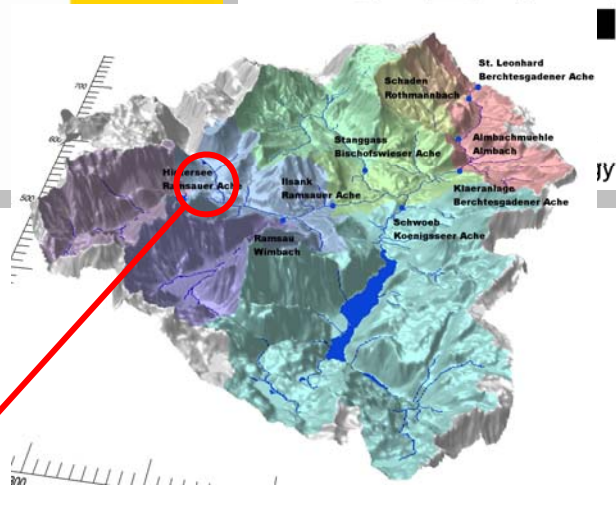 St. Leonhard
Berchtesgadener Ache
Schaden
Rothmannbach
700
Stanggass
Bischofswieser Ache
Almbachmuehle
Almbach
600
gy
Hintersee
Ramsauer Ache
Ilsank
Ramsauer Ache
Klaeranlage
Berchtesgadener Ache
500
Schwoeb
Koenigsseer Ache
Ramsau
Wimbach